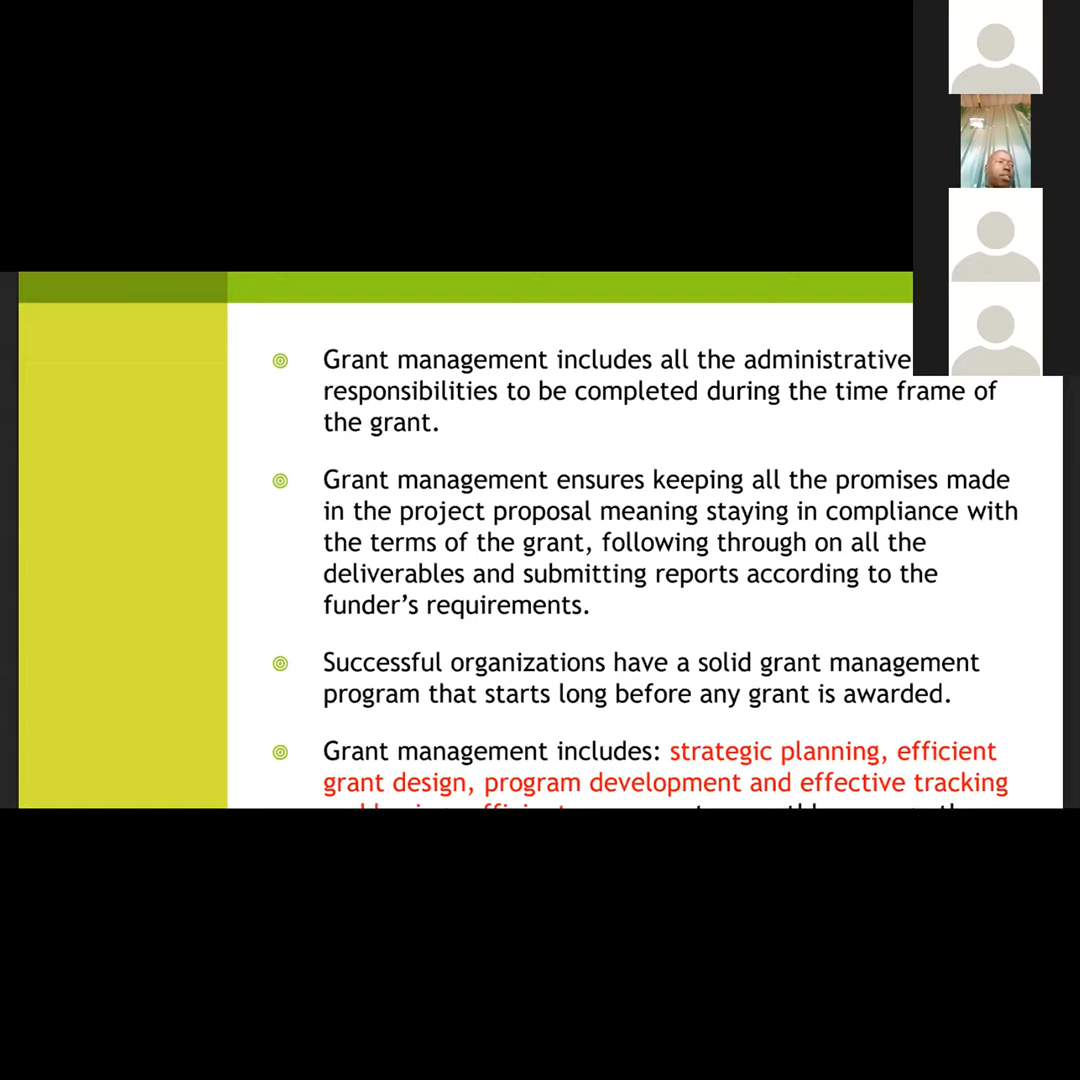 Grant management includes all the administrative
responsibilities to be completed during the time frame of
the grant.
Grant management ensures keeping all the promises made
in the project proposal meaning staying in compliance with
the terms of the grant, following through on all the
deliverables and submitting reports according to the
funder’s requirements.
Successful organizations have a solid grant management
program that starts long before any grant is awarded.
Grant management includes: strategic planning, efficient
grant design, program development and effective tracking